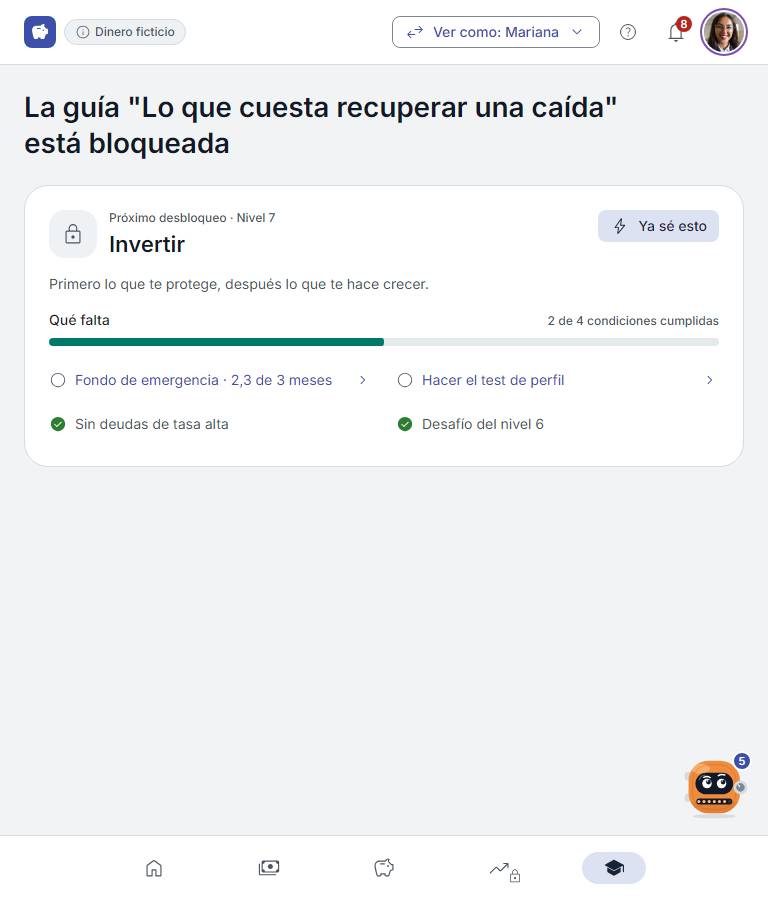 Dinero ficticio
Ver como: Mariana
8
La guía "Lo que cuesta recuperar una caída"
está bloqueada
Próximo desbloqueo · Nivel 7
Invertir
Ya sé esto
Primero lo que te protege, después lo que te hace crecer.
Qué falta
2 de 4 condiciones cumplidas
Fondo de emergencia · 2,3 de 3 meses
Hacer el test de perfil
Sin deudas de tasa alta
Desafío del nivel 6
5